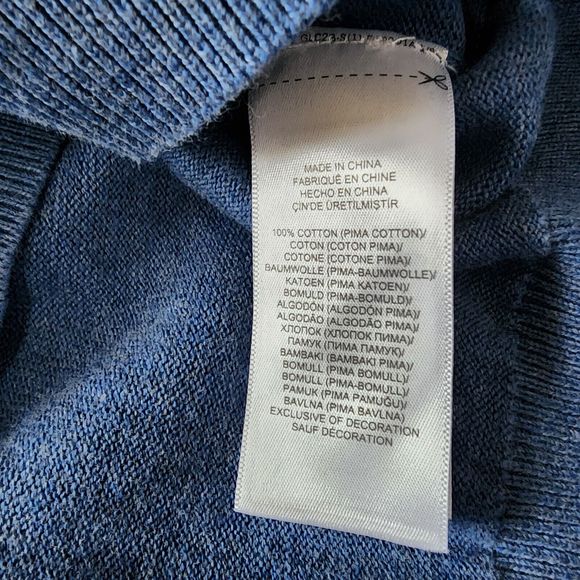 MADE IN CHINA
FABRIQUÉ EN CHINE
HECHO EN CHINA
ÇİN'DE ÜRETILMIŞTIR
100% COTTON (PIMA COTTON)/
COTON (COTON PIMA)/
COTONE (COTONE PIMA)/
BAUMWOLLE (PIMA-BAUMWOLLE)/
KATOEN (PIMA KATOEN)/
BOMULD (PIMA-BOMULD)/
ALGODÓN (ALGODÓN PIMA)/
ALGODÃO (ALGODÃO PIMA)/
ХЛОПОК (ХЛОПОК ПИМА)/
ПАМУК (ПИМА ПАМУК)/
BAMBAKI (BAMBAKI PIMA)/
BOMULL (PIMA BOMULL)/
BOMULL (PIMA-BOMULL)/
PAMUK (PIMA PAMUĞU)/
BAVLNA (PIMA BAVLNA)
EXCLUSIVE OF DECORATION
SAUF DÉCORATION